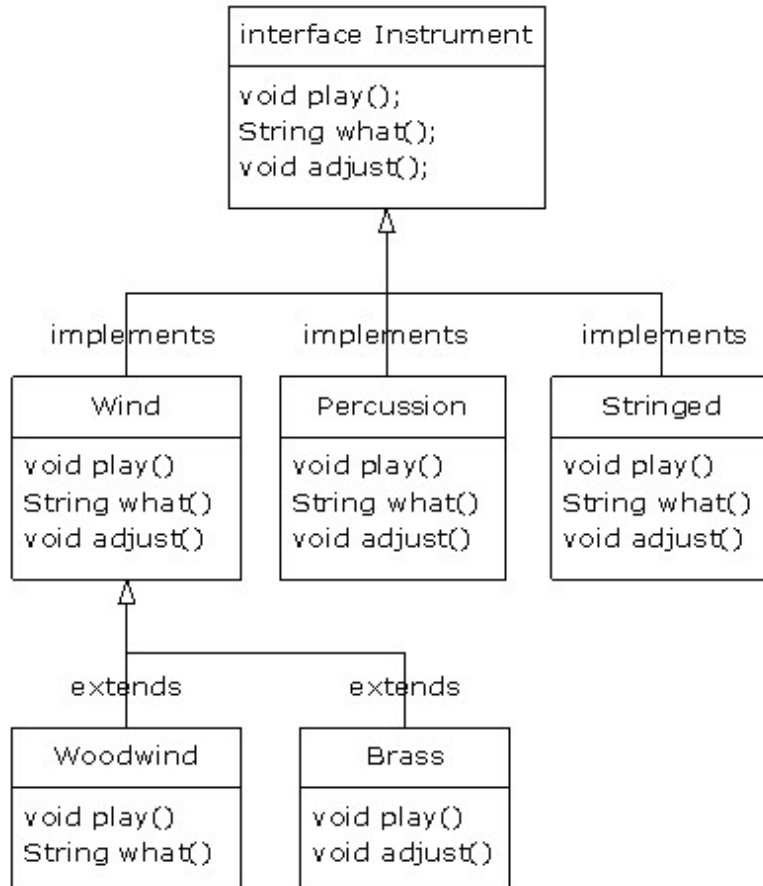 interface Instrument
void play();
String what();
void adjust();
implements
implements
implements
Wind
void play()
String what()
void adjust()
Percussion
void play()
String what()
void adjust()
Stringed
void play()
String what()
void adjust()
extends
extends
Woodwind
void play()
String what()
Brass
void play()
void adjust()